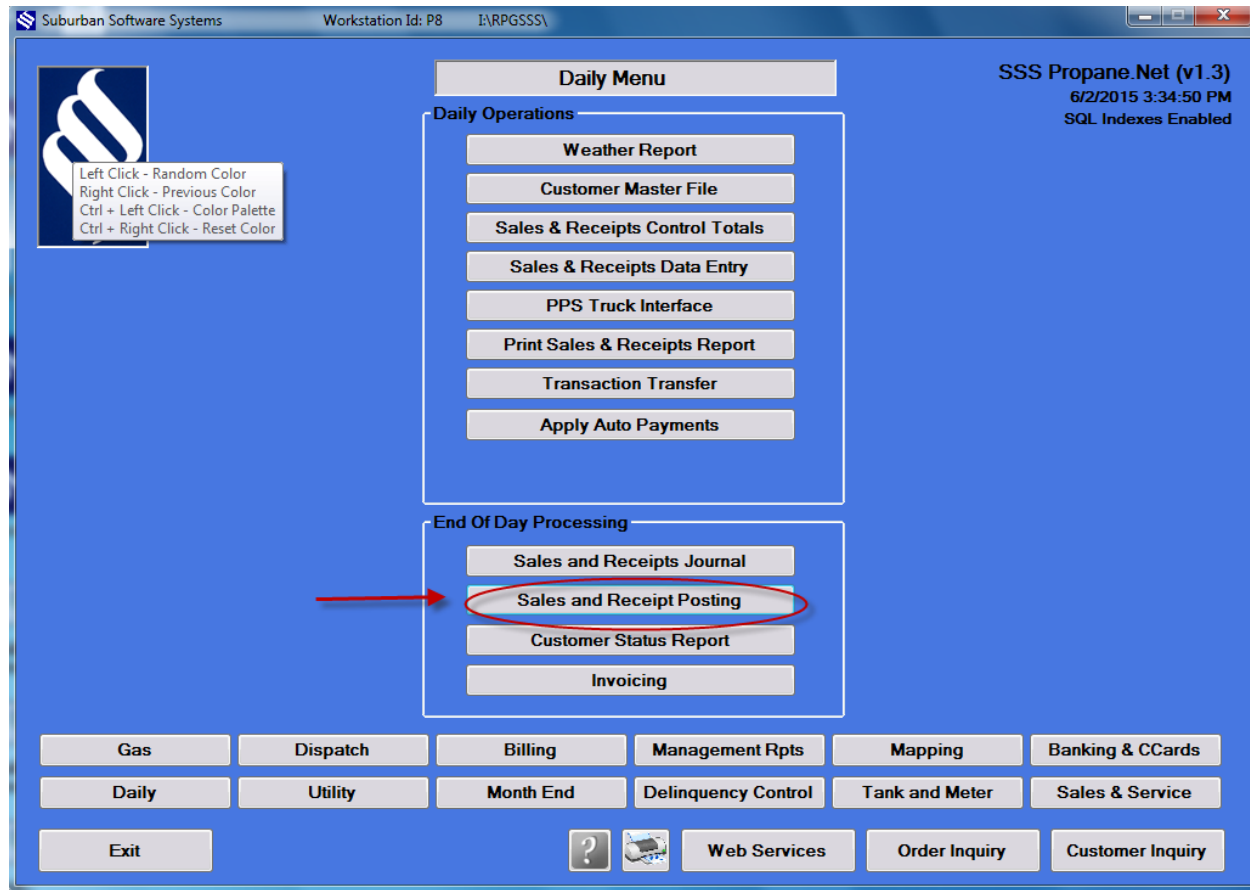 Suburban Software Systems Workstation Id: P8 I:\RPGSSS\
Daily Menu
SSS Propane.Net (v1.3)
6/2/2015 3:34:50 PM
SQL Indexes Enabled
Left Click - Random Color
Right Click - Previous Color
Ctrl + Left Click - Color Palette
Ctrl + Right Click - Reset Color
Daily Operations
Weather Report
Customer Master File
Sales & Receipts Control Totals
Sales & Receipts Data Entry
PPS Truck Interface
Print Sales & Receipts Report
Transaction Transfer
Apply Auto Payments
End Of Day Processing
Sales and Receipts Journal
Sales and Receipt Posting
Customer Status Report
Invoicing
Gas Dispatch Billing Management Rpts Mapping Banking & CCards
Daily Utility Month End Delinquency Control Tank and Meter Sales & Service
Exit ? Web Services Order Inquiry Customer Inquiry